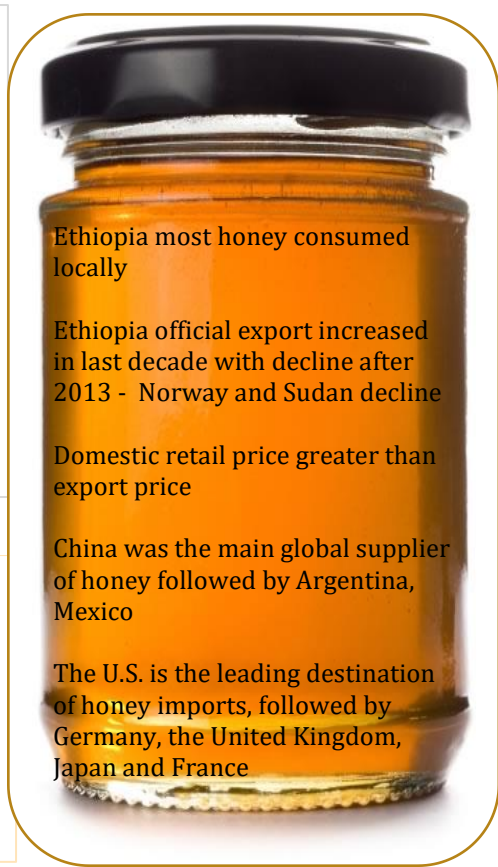 Ethiopia most honey consumed
locally
Ethiopia official export increased
in last decade with decline after
2013 - Norway and Sudan decline
Domestic retail price greater than
export price
China was the main global supplier
of honey followed by Argentina,
Mexico
The U.S. is the leading destination
of honey imports, followed by
Germany, the United Kingdom,
Japan and France